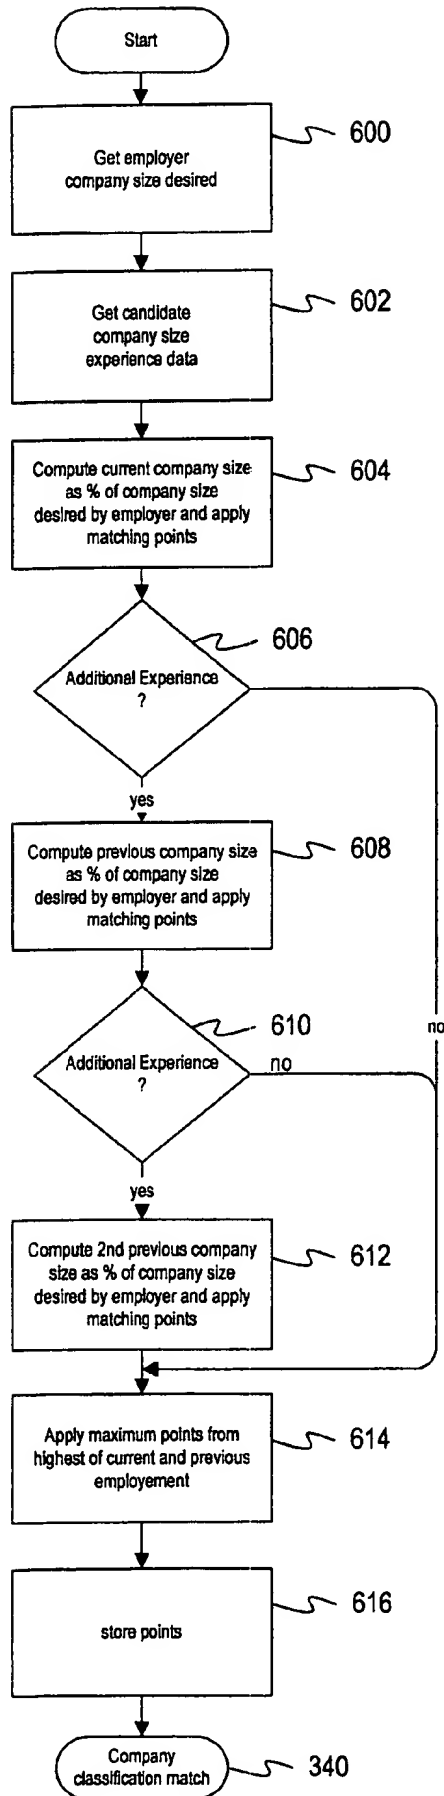 Start
Get employer
company size desired
600
Get candidate
company size
experience data
602
Compute current company size
as % of company size
desired by employer and apply
matching points
604
606
Additional Experience
?
yes
Compute previous company size
as % of company size
desired by employer and apply
matching points
608
610
no
Additional Experience
no
?
yes
Compute 2nd previous company
size as % of company size
desired by employer and apply
matching points
612
Apply maximum points from
highest of current and previous
employement
614
store points
616
Company
classification match
340